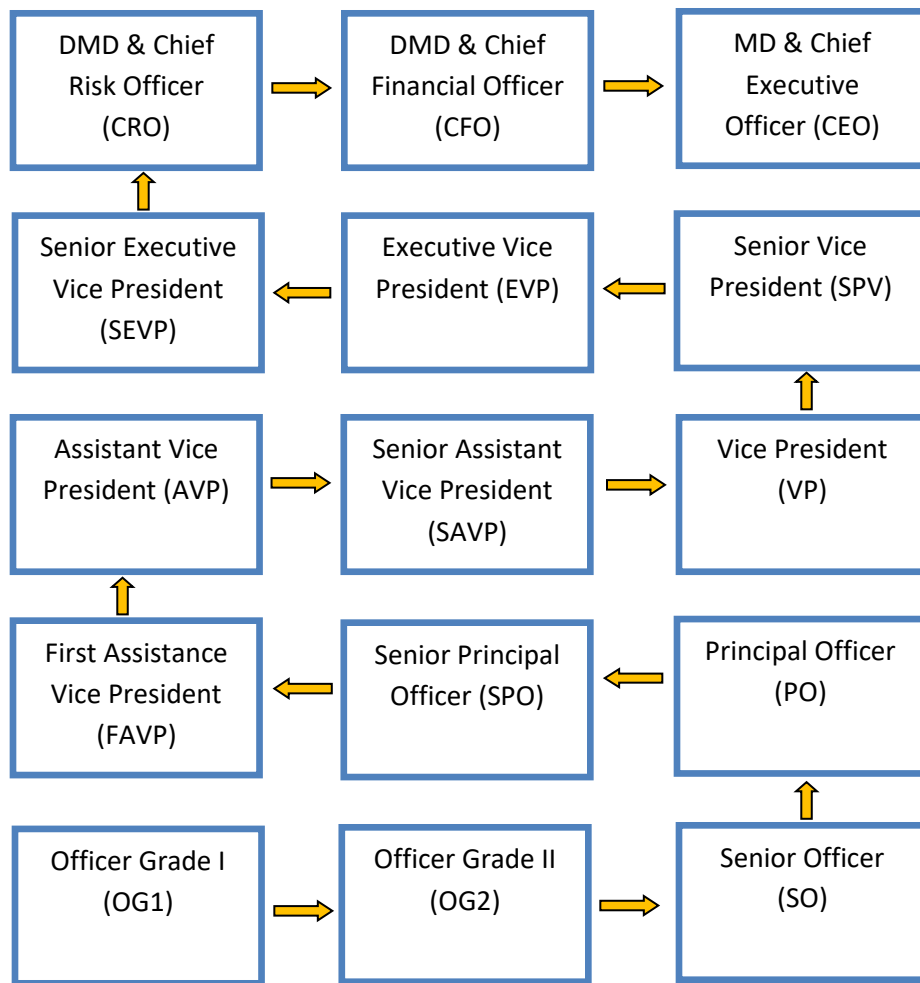 DMD & Chief
Risk Officer
(CRO)
DMD & Chief
Financial Officer
(CFO)
MD & Chief
Executive
Officer (CEO)
Senior Executive
Vice President
(SEVP)
Executive Vice
President (EVP)
Senior Vice
President (SPV)
Assistant Vice
President (AVP)
Senior Assistant
Vice President
(SAVP)
Vice President
(VP)
First Assistance
Vice President
(FAVP)
Senior Principal
Officer (SPO)
Principal Officer
(PO)
Officer Grade I
(OG1)
Officer Grade II
(OG2)
Senior Officer
(SO)